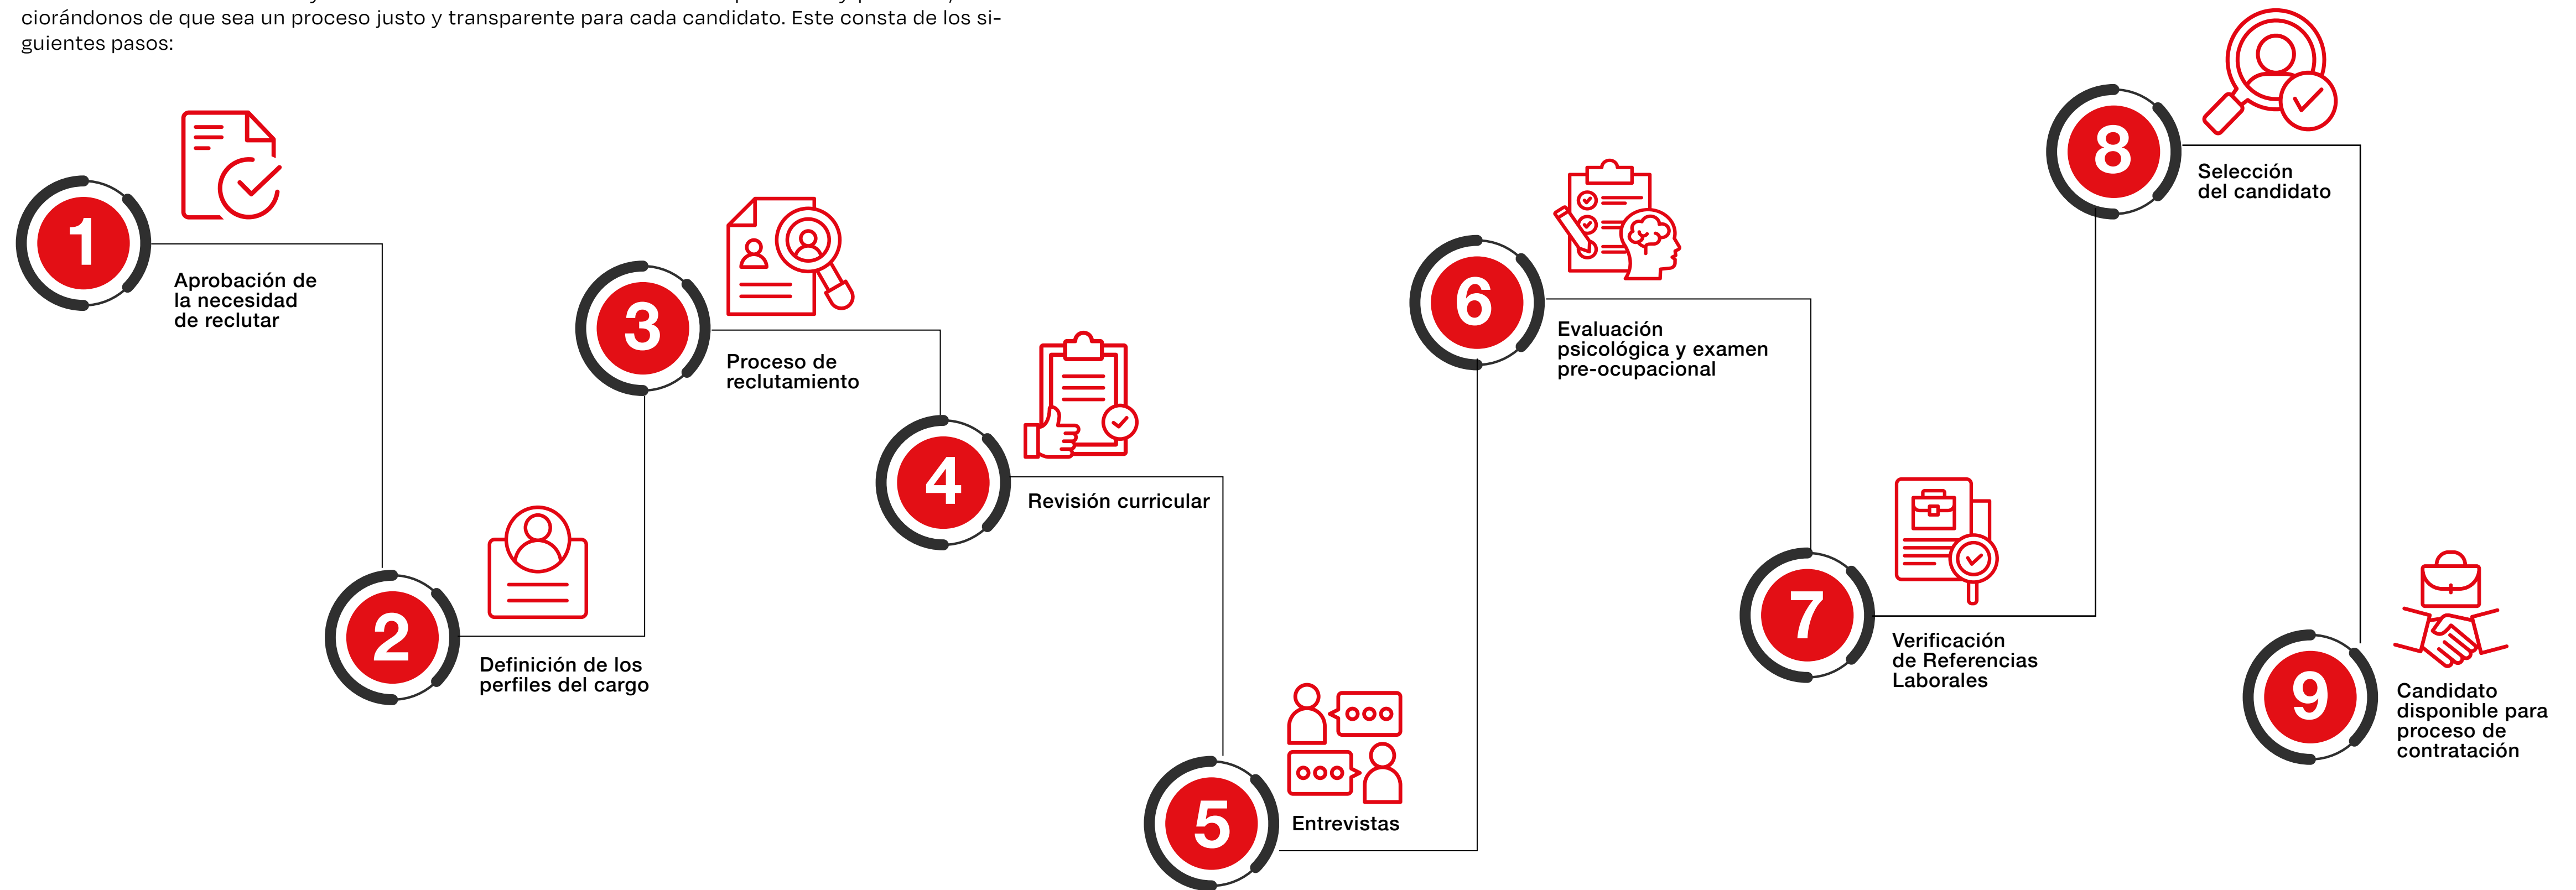 ciorándonos de que sea un proceso justo y transparente para cada candidato. Este consta de los si-
guientes pasos:
1
Aprobación de
la necesidad
de reclutar
2
Definición de los
perfiles del cargo
3
Proceso de
reclutamiento
4
Revisión curricular
5
Entrevistas
6
Evaluación
psicológica y examen
pre-ocupacional
7
Verificación
de Referencias
Laborales
8
Selección
del candidato
9
Candidato
disponible para
proceso de
contratación